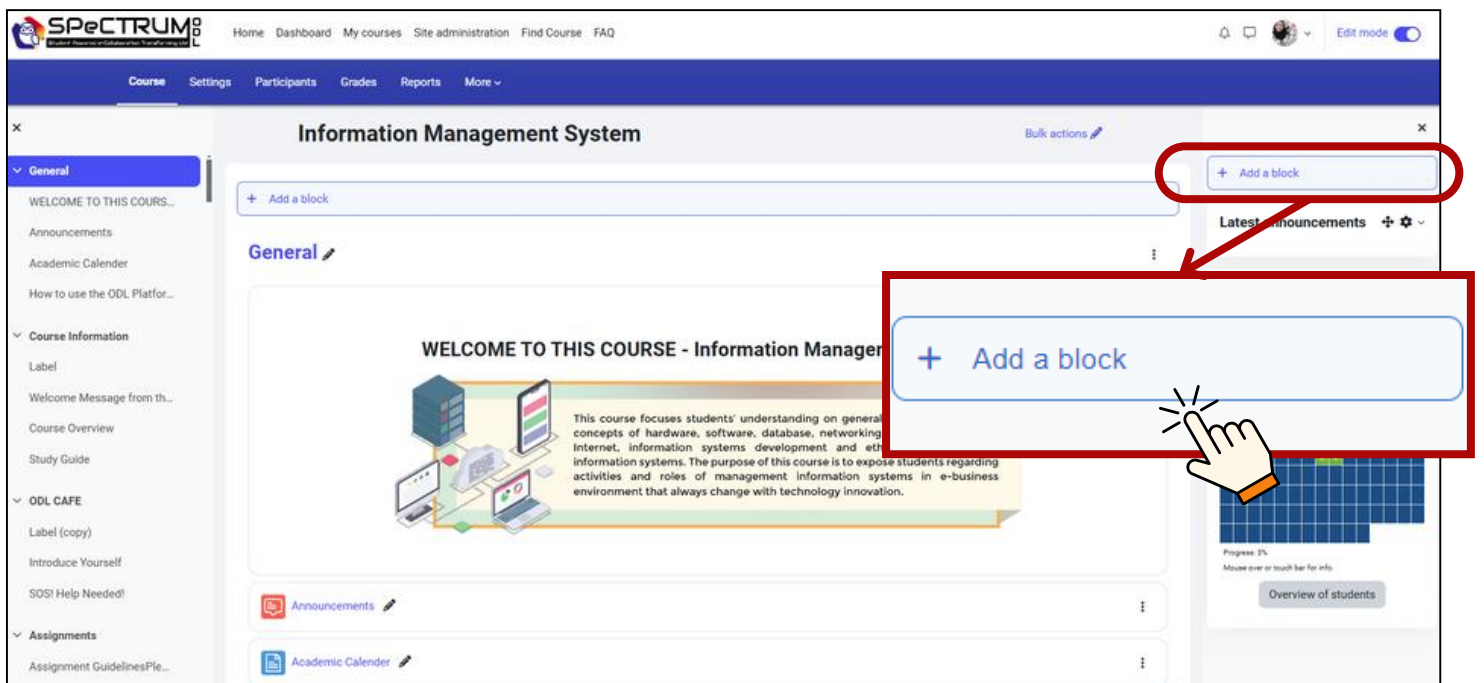 SPeCTRUM
Home Dashboard My courses Site administration Find Course FAQ
Edit mode
Course Settings Participants Grades Reports More
Information Management System
Bulk actions
General
WELCOME TO THIS COURS...
Announcements
Academic Calender
How to use the ODL Platfor...
Course Information
Label
Welcome Message from th...
Course Overview
Study Guide
ODL CAFE
Label (copy)
Introduce Yourself
SOS! Help Needed!
Assignments
Assignment GuidelinesPle...
+ Add a block
General
WELCOME TO THIS COURSE - Information Manager
This course focuses students' understanding on general
concepts of hardware, software, database, networking
Internet, information systems development and eth
information systems. The purpose of this course is to expose students regarding
activities and roles of management information systems in e-business
environment that always change with technology innovation.
Announcements
Academic Calender
+ Add a block
Latest announcements
+ Add a block
Progress: 3%
Mouse over or touch bar for info.
Overview of students